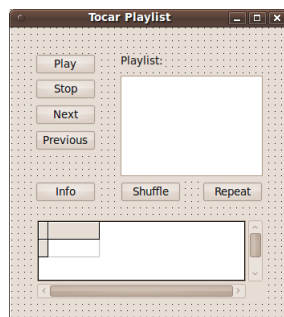 Tocar Playlist
Play
Playlist:
Stop
Next
Previous
Info
Shuffle
Repeat